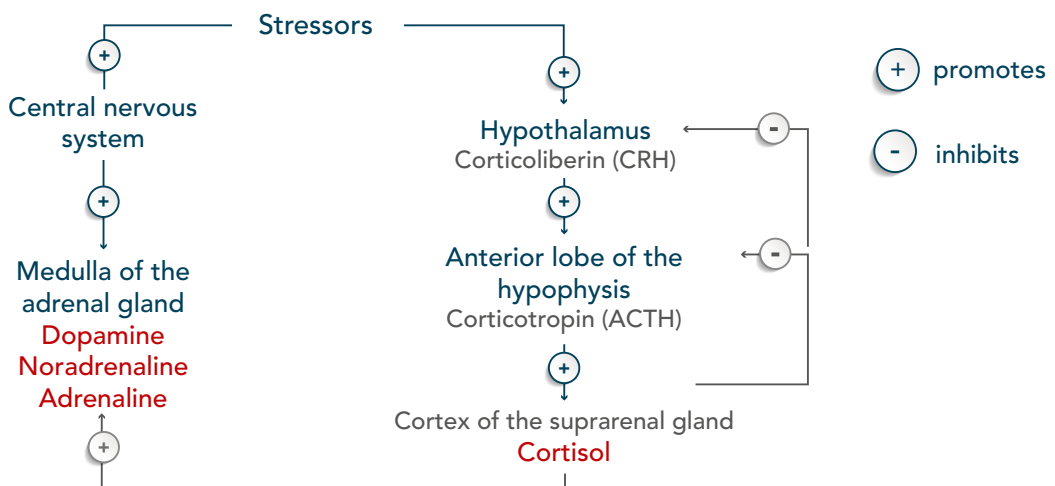 Stressors
+
+
+ promotes
Central nervous
system
Hypothalamus
Corticoliberin (CRH)
-
- inhibits
+
+
Medulla of the
adrenal gland
Dopamine
Noradrenaline
Adrenaline
Anterior lobe of the
hypophysis
Corticotropin (ACTH)
-
+
Cortex of the suprarenal gland
Cortisol
+